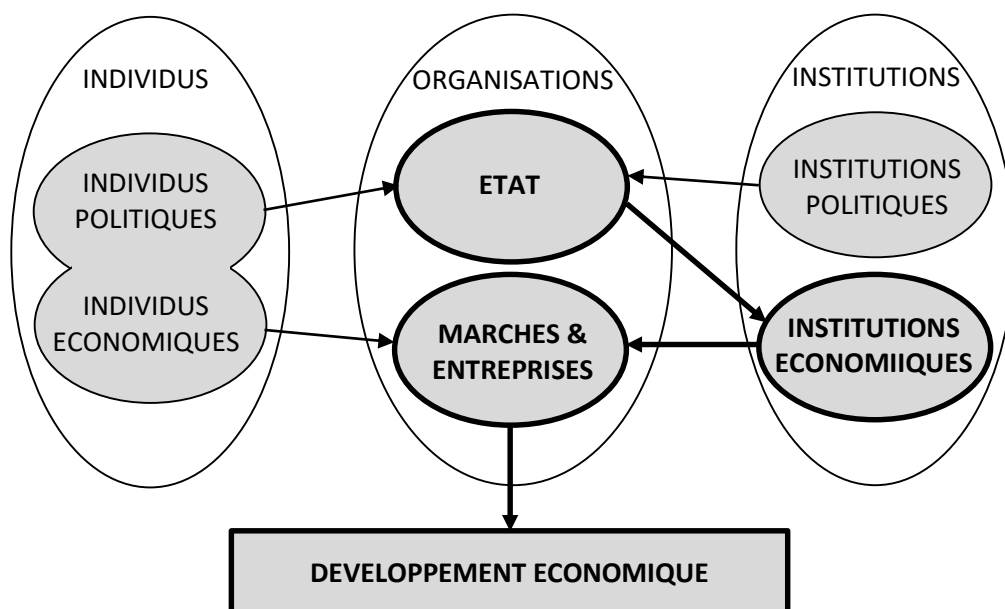 INDIVIDUS
ORGANISATIONS
INSTITUTIONS
INDIVIDUS
POLITIQUES
ETAT
INSTITUTIONS
POLITIQUES
INDIVIDUS
ECONOMIQUES
MARCHES &
ENTREPRISES
INSTITUTIONS
ECONOMIIQUES
DEVELOPPEMENT ECONOMIQUE